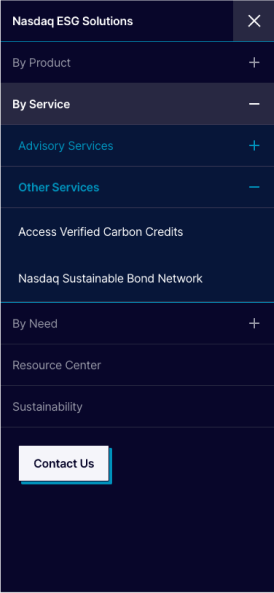 Nasdaq ESG Solutions
By Product
By Service
Advisory Services
Other Services
Access Verified Carbon Credits
Nasdaq Sustainable Bond Network
By Need
Resource Center
Sustainability
Contact Us